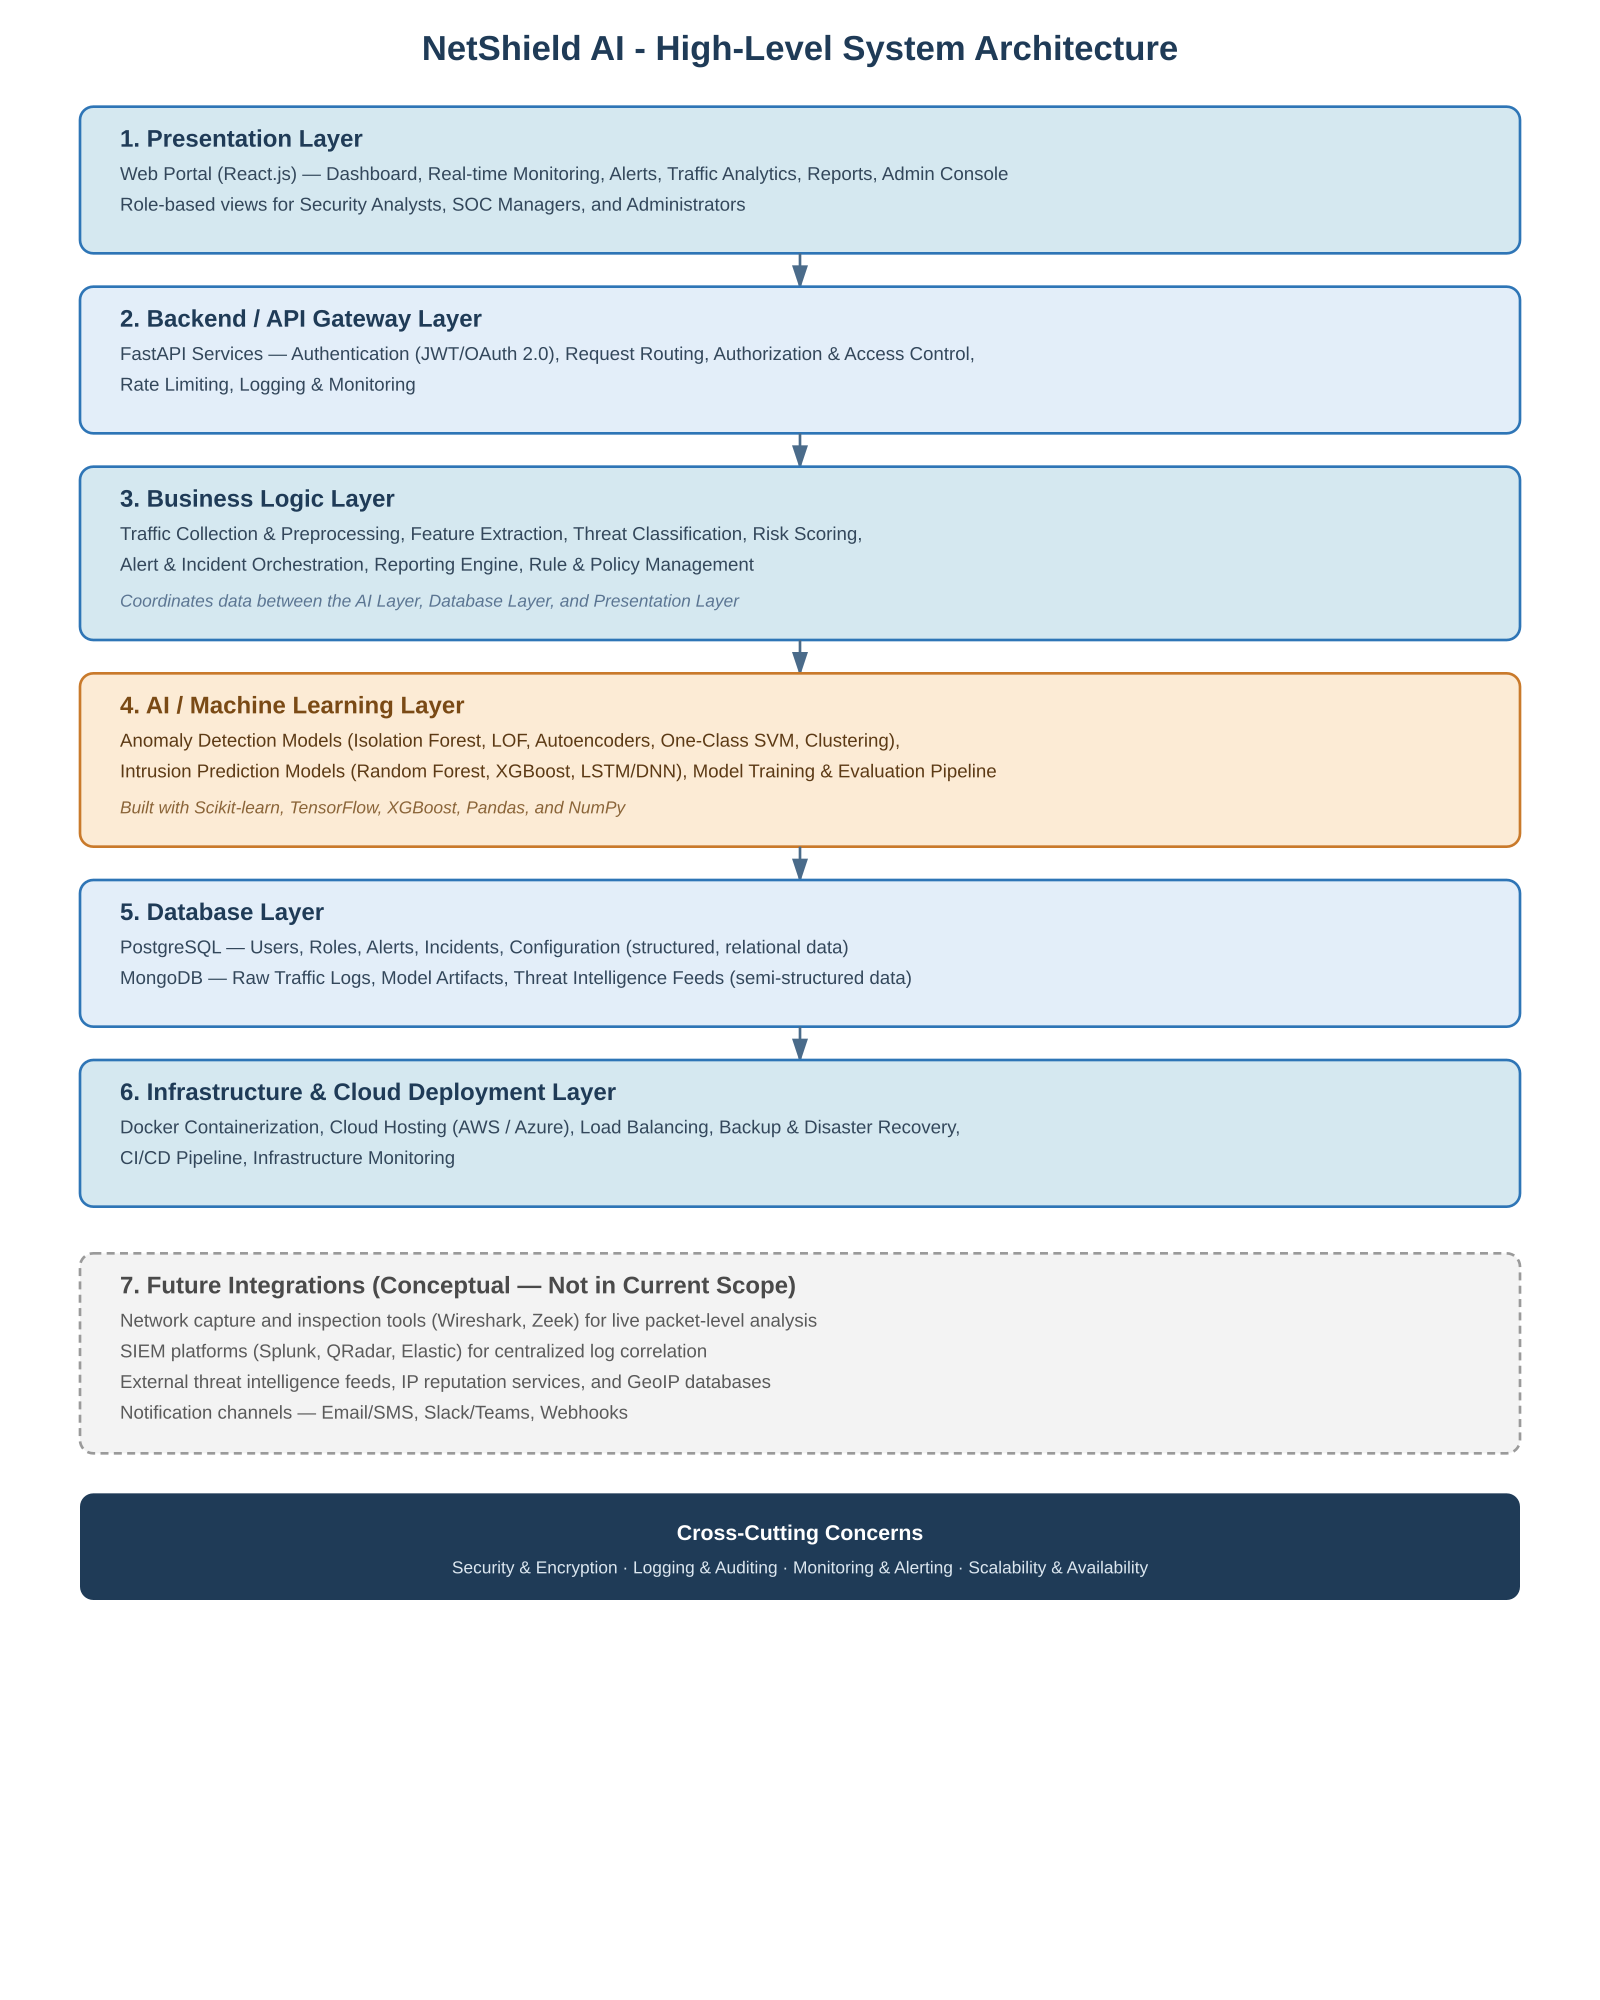 NetShield AI - High-Level System Architecture
1. Presentation Layer
Web Portal (React.js) — Dashboard, Real-time Monitoring, Alerts, Traffic Analytics, Reports, Admin Console
Role-based views for Security Analysts, SOC Managers, and Administrators
2. Backend / API Gateway Layer
FastAPI Services — Authentication (JWT/OAuth 2.0), Request Routing, Authorization & Access Control,
Rate Limiting, Logging & Monitoring
3. Business Logic Layer
Traffic Collection & Preprocessing, Feature Extraction, Threat Classification, Risk Scoring,
Alert & Incident Orchestration, Reporting Engine, Rule & Policy Management
Coordinates data between the AI Layer, Database Layer, and Presentation Layer
4. AI / Machine Learning Layer
Anomaly Detection Models (Isolation Forest, LOF, Autoencoders, One-Class SVM, Clustering),
Intrusion Prediction Models (Random Forest, XGBoost, LSTM/DNN), Model Training & Evaluation Pipeline
Built with Scikit-learn, TensorFlow, XGBoost, Pandas, and NumPy
5. Database Layer
PostgreSQL — Users, Roles, Alerts, Incidents, Configuration (structured, relational data)
MongoDB — Raw Traffic Logs, Model Artifacts, Threat Intelligence Feeds (semi-structured data)
6. Infrastructure & Cloud Deployment Layer
Docker Containerization, Cloud Hosting (AWS / Azure), Load Balancing, Backup & Disaster Recovery,
CI/CD Pipeline, Infrastructure Monitoring
7. Future Integrations (Conceptual — Not in Current Scope)
Network capture and inspection tools (Wireshark, Zeek) for live packet-level analysis
SIEM platforms (Splunk, QRadar, Elastic) for centralized log correlation
External threat intelligence feeds, IP reputation services, and GeoIP databases
Notification channels — Email/SMS, Slack/Teams, Webhooks
Cross-Cutting Concerns
Security & Encryption · Logging & Auditing · Monitoring & Alerting · Scalability & Availability